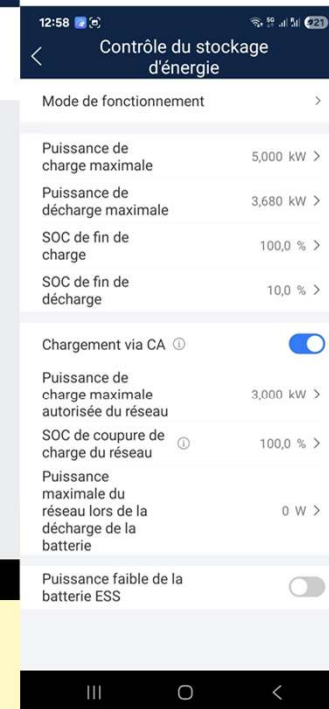 12:58
5G
21
Contrôle du stockage
d'énergie
Mode de fonctionnement
Puissance de
charge maximale
5,000 kW
Puissance de
décharge maximale
3,680 kW
SOC de fin de
charge
100,0 %
SOC de fin de
décharge
10,0 %
Chargement via CA
Puissance de
charge maximale
autorisée du réseau
3,000 kW
SOC de coupure de
charge du réseau
100,0 %
Puissance
maximale du
réseau lors de la
décharge de la
batterie
0 W
Puissance faible de la
batterie ESS